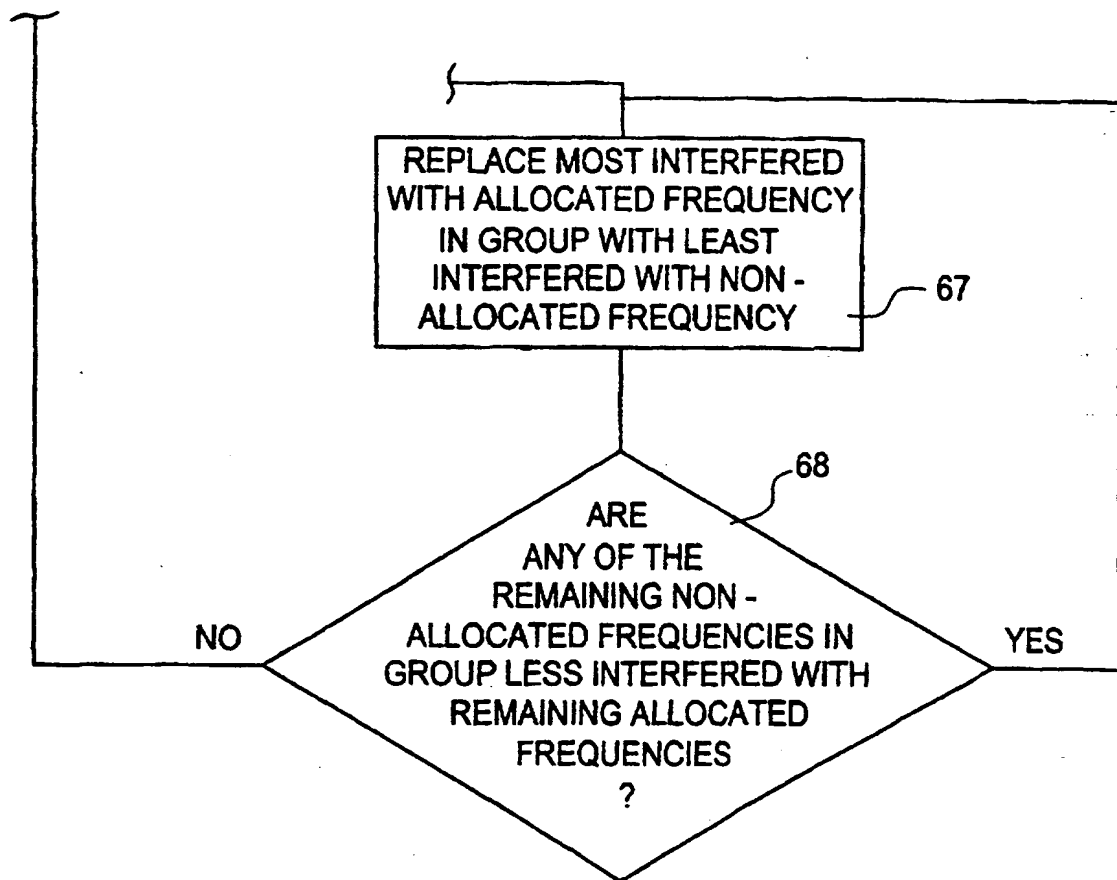 REPLACE MOST INTERFERED
WITH ALLOCATED FREQUENCY
IN GROUP WITH LEAST
INTERFERED WITH NON -
ALLOCATED FREQUENCY
67
68
ARE
ANY OF THE
REMAINING NON -
ALLOCATED FREQUENCIES IN
GROUP LESS INTERFERED WITH
REMAINING ALLOCATED
FREQUENCIES
?
NO
YES